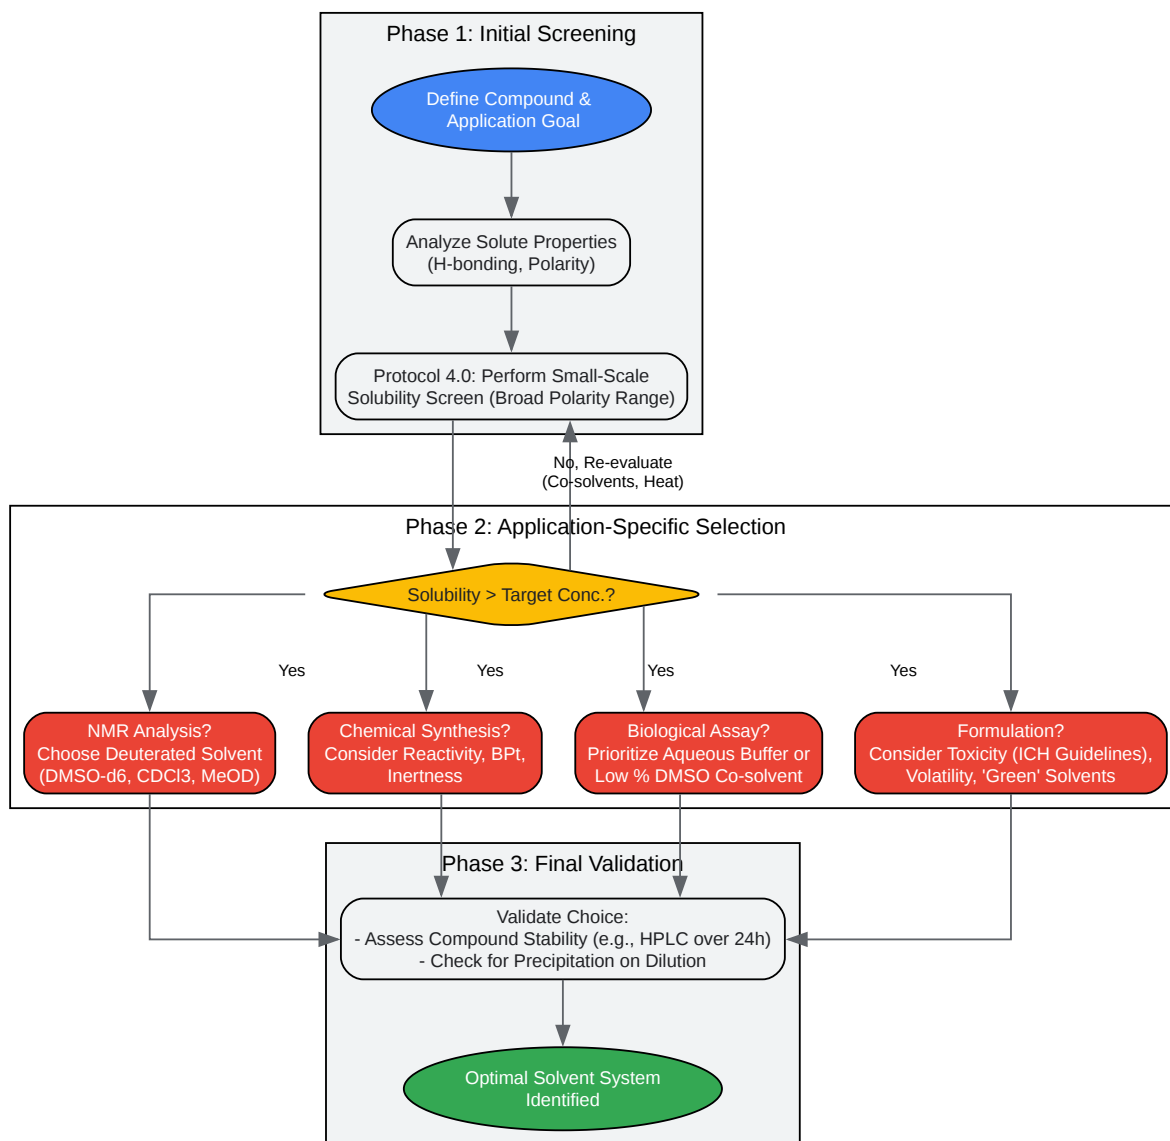 Phase 1: Initial Screening
Define Compound &
Application Goal
Analyze Solute Properties
(H-bonding, Polarity)
Protocol 4.0: Perform Small-Scale
Solubility Screen (Broad Polarity Range)
No, Re-evaluate
(Co-solvents, Heat)
Phase 2: Application-Specific Selection
Solubility > Target Conc.?
Yes
Yes
Yes
Yes
NMR Analysis?
Choose Deuterated Solvent
(DMSO-d6, CDCl3, MeOD)
Chemical Synthesis?
Consider Reactivity, BPt,
Inertness
Biological Assay?
Prioritize Aqueous Buffer or
Low % DMSO Co-solvent
Formulation?
Consider Toxicity (ICH Guidelines),
Volatility, 'Green' Solvents
Phase 3: Final Validation
Validate Choice:
- Assess Compound Stability (e.g., HPLC over 24h)
- Check for Precipitation on Dilution
Optimal Solvent System
Identified